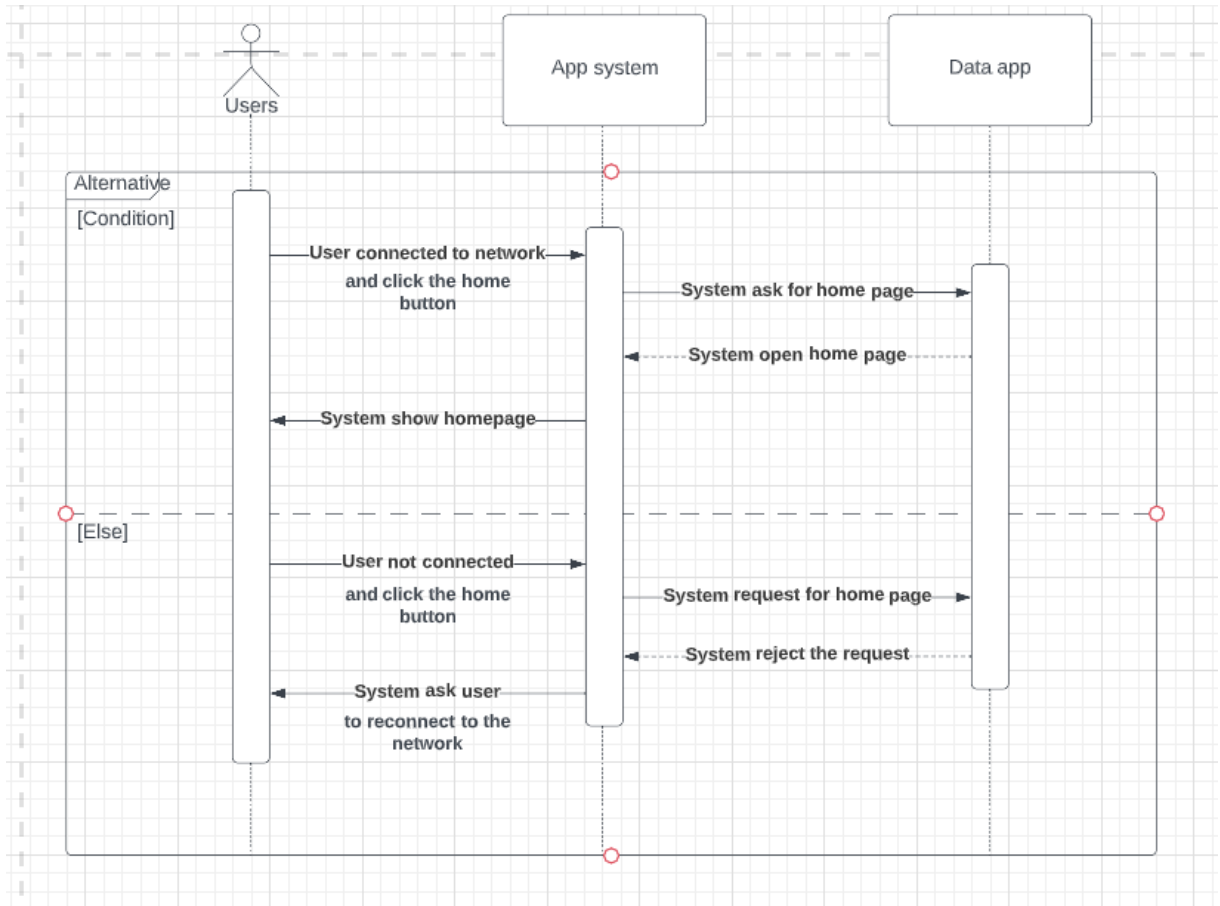 Users
App system
Data app
Alternative
[Condition]
User connected to network
and click the home
button
System ask for home page
System open home page
System show homepage
[Else]
User not connected
and click the home
button
System request for home page
System reject the request
System ask user
to reconnect to the
network